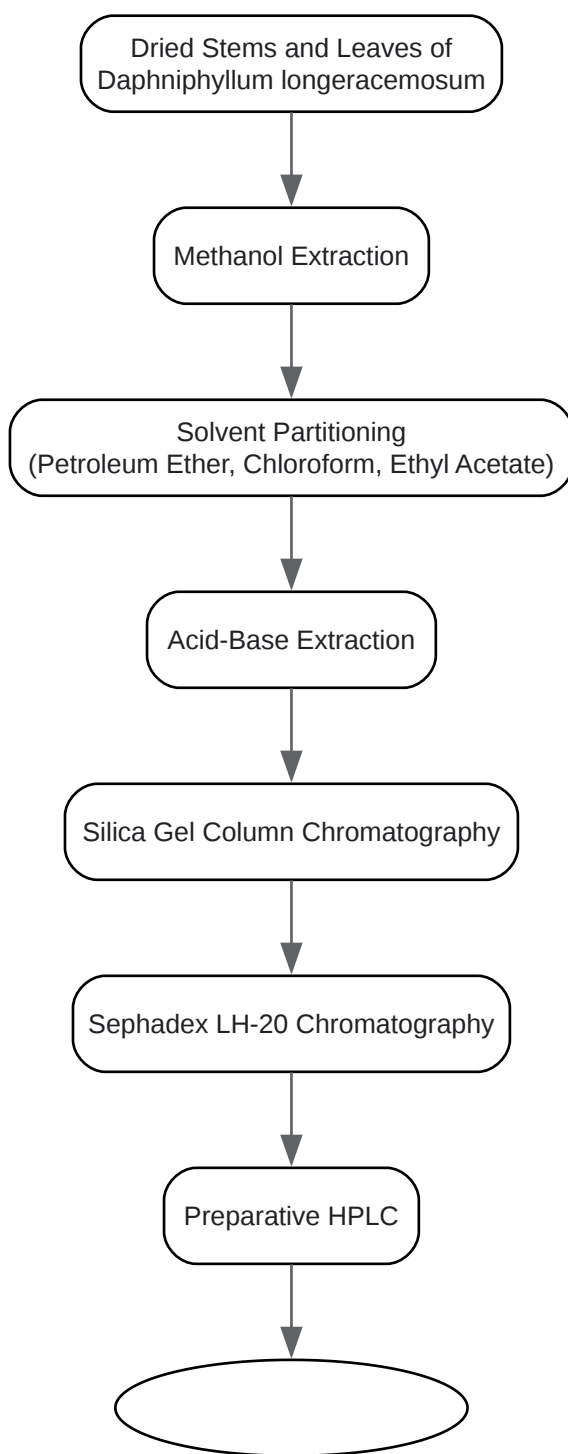 Dried Stems and Leaves of
Daphniphyllum longeracemosum
Methanol Extraction
Solvent Partitioning
(Petroleum Ether, Chloroform, Ethyl Acetate)
Acid-Base Extraction
Silica Gel Column Chromatography
Sephadex LH-20 Chromatography
Preparative HPLC